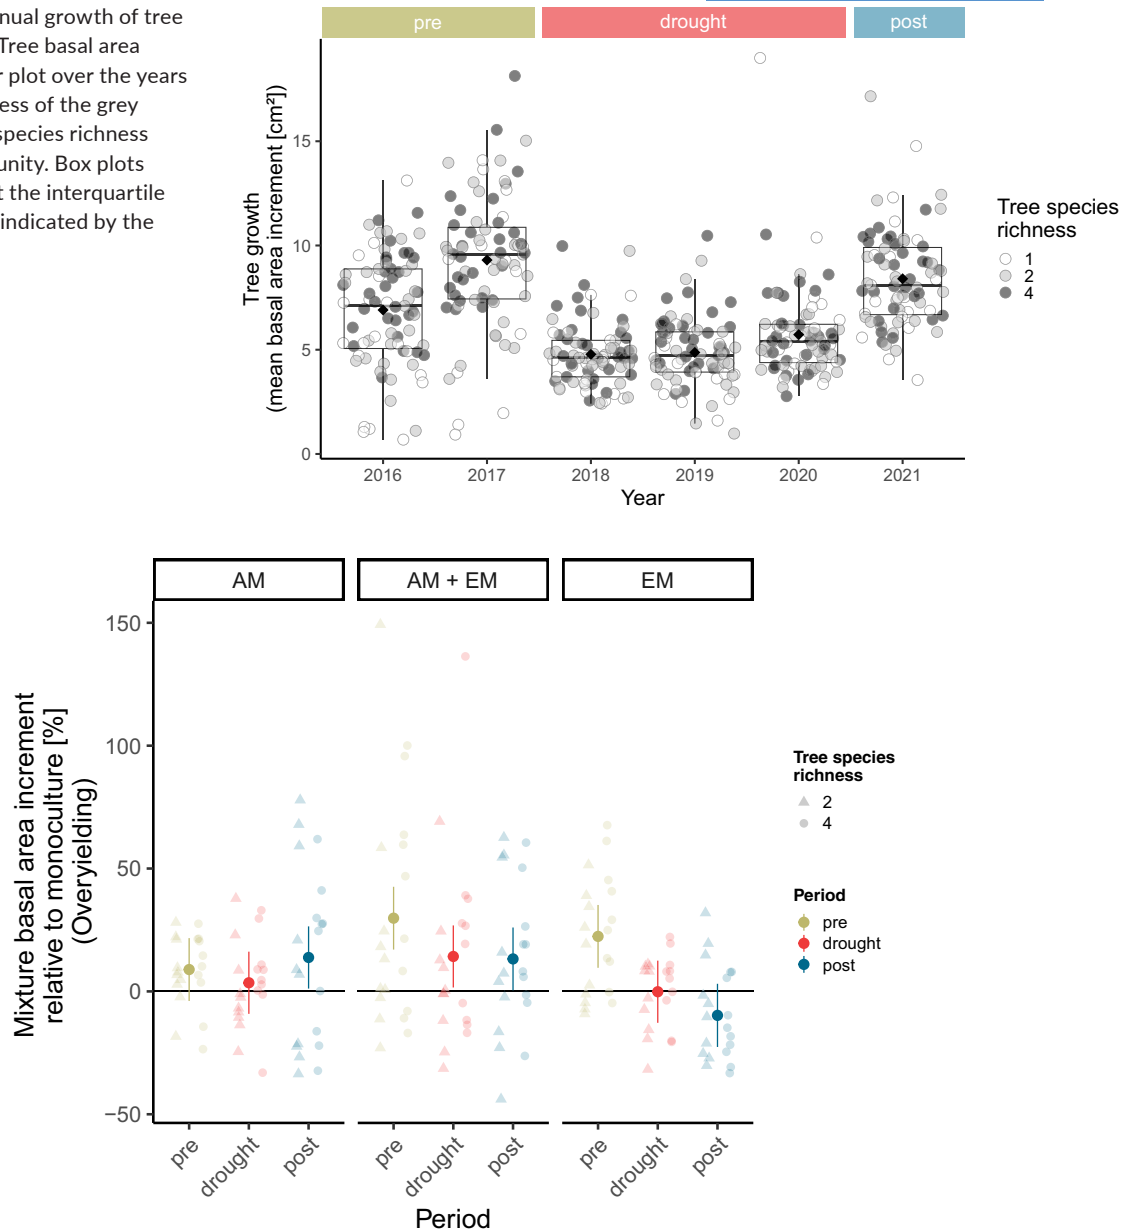 nual growth of tree
Tree basal area
r plot over the years
ess of the grey
species richness
unity. Box plots
t the interquartile
indicated by the
pre
drought
post
Tree growth
(mean basal area increment [cm²])
15
10
5
0
2016
2017
2018
2019
2020
2021
Year
Tree species
richness
1
2
4
AM
AM + EM
EM
Mixture basal area increment
relative to monoculture [%]
(Overyielding)
150
100
50
0
−50
pre
drought
post
pre
drought
post
pre
drought
post
Period
Tree species
richness
2
4
Period
pre
drought
post